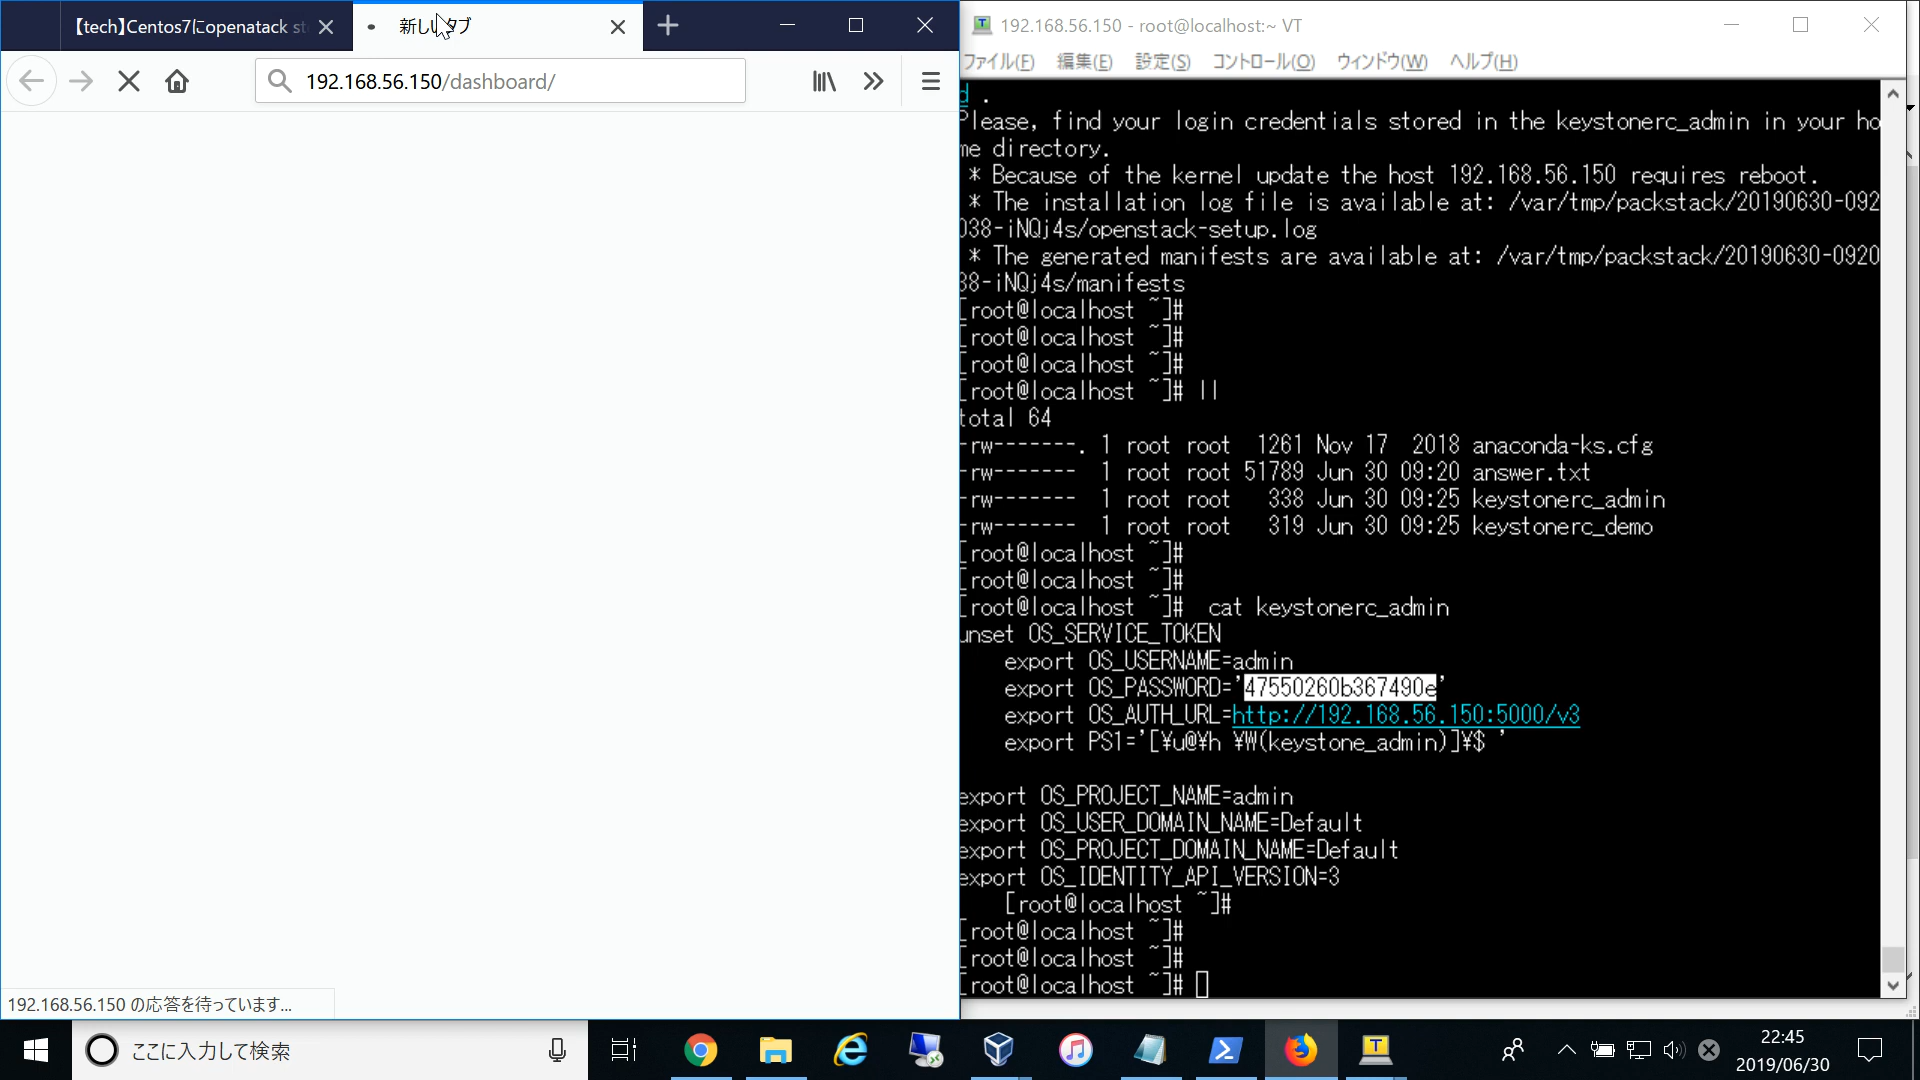 【tech】Centos7にopenatack st
新しいタブ
192.168.56.150/dashboard/
192.168.56.150 の応答を待っています...
192.168.56.150 - root@localhost:~ VT
ファイル(F) 編集(E) 設定(S) コントロール(O) ウィンドウ(W) ヘルプ(H)
d .
Please, find your login credentials stored in the keystonerc_admin in your ho
me directory.
* Because of the kernel update the host 192.168.56.150 requires reboot.
* The installation log file is available at: /var/tmp/packstack/20190630-092
038-iNQj4s/openstack-setup.log
* The generated manifests are available at: /var/tmp/packstack/20190630-0920
38-iNQj4s/manifests
[root@localhost ~]#
[root@localhost ~]#
[root@localhost ~]#
[root@localhost ~]# ll
total 64
-rw-------. 1 root root 1261 Nov 17 2018 anaconda-ks.cfg
-rw------- 1 root root 51789 Jun 30 09:20 answer.txt
-rw------- 1 root root 338 Jun 30 09:25 keystonerc_admin
-rw------- 1 root root 319 Jun 30 09:25 keystonerc_demo
[root@localhost ~]#
[root@localhost ~]#
[root@localhost ~]# cat keystonerc_admin
unset OS_SERVICE_TOKEN
export OS_USERNAME=admin
export OS_PASSWORD='47550260b367490e'
export OS_AUTH_URL=http://192.168.56.150:5000/v3
export PS1='[¥u@¥h ¥W(keystone_admin)]¥$ '
export OS_PROJECT_NAME=admin
export OS_USER_DOMAIN_NAME=Default
export OS_PROJECT_DOMAIN_NAME=Default
export OS_IDENTITY_API_VERSION=3
[root@localhost ~]#
[root@localhost ~]#
[root@localhost ~]#
[root@localhost ~]#
ここに入力して検索
22:45
2019/06/30